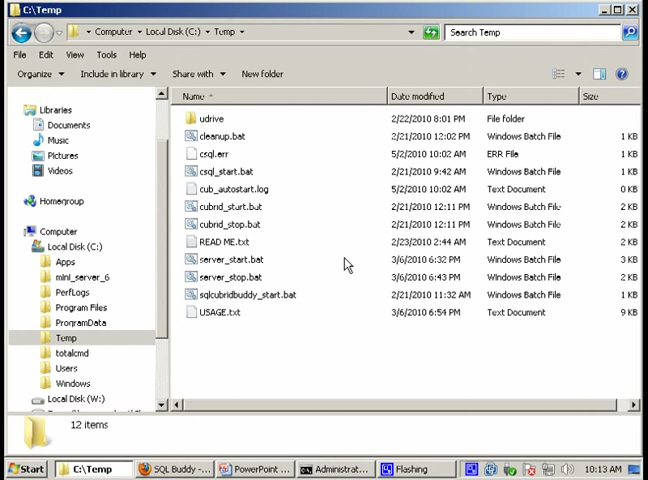 C:\Temp
Computer Local Disk (C:) Temp Search Temp
File Edit View Tools Help
Organize Include in library Share with New folder
Name Date modified Type Size
Libraries
Documents
Music
Pictures
Videos
Homegroup
Computer
Local Disk (C:)
Apps
mini_server_6
PerfLogs
Program Files
ProgramData
Temp
totalcmd
Users
Windows
Local Disk (W:)
udrive 2/22/2010 8:01 PM File folder
cleanup.bat 2/21/2010 12:02 PM Windows Batch File 1 KB
csql.err 5/2/2010 10:02 AM ERR File 1 KB
csql_start.bat 2/21/2010 9:42 AM Windows Batch File 1 KB
cub_autostart.log 5/2/2010 10:02 AM Text Document 0 KB
cubrid_start.bat 2/21/2010 12:11 PM Windows Batch File 2 KB
cubrid_stop.bat 2/21/2010 12:11 PM Windows Batch File 2 KB
READ ME.txt 2/23/2010 2:44 AM Text Document 2 KB
server_start.bat 3/6/2010 6:32 PM Windows Batch File 3 KB
server_stop.bat 3/6/2010 6:43 PM Windows Batch File 2 KB
sqlcubridbuddy_start.bat 2/21/2010 11:32 AM Windows Batch File 1 KB
USAGE.txt 3/6/2010 6:54 PM Text Document 9 KB
12 items
Start C:\Temp SQL Buddy -... PowerPoint ... Administrat... Flashing 10:13 AM